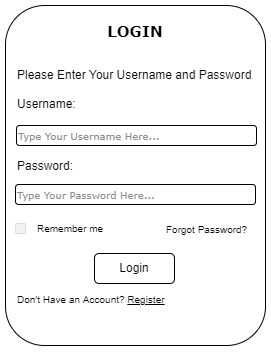 LOGIN
Please Enter Your Username and Password
Username:
Type Your Username Here...
Password:
Type Your Password Here...
Remember me Forgot Password?
Login
Don't Have an Account? Register